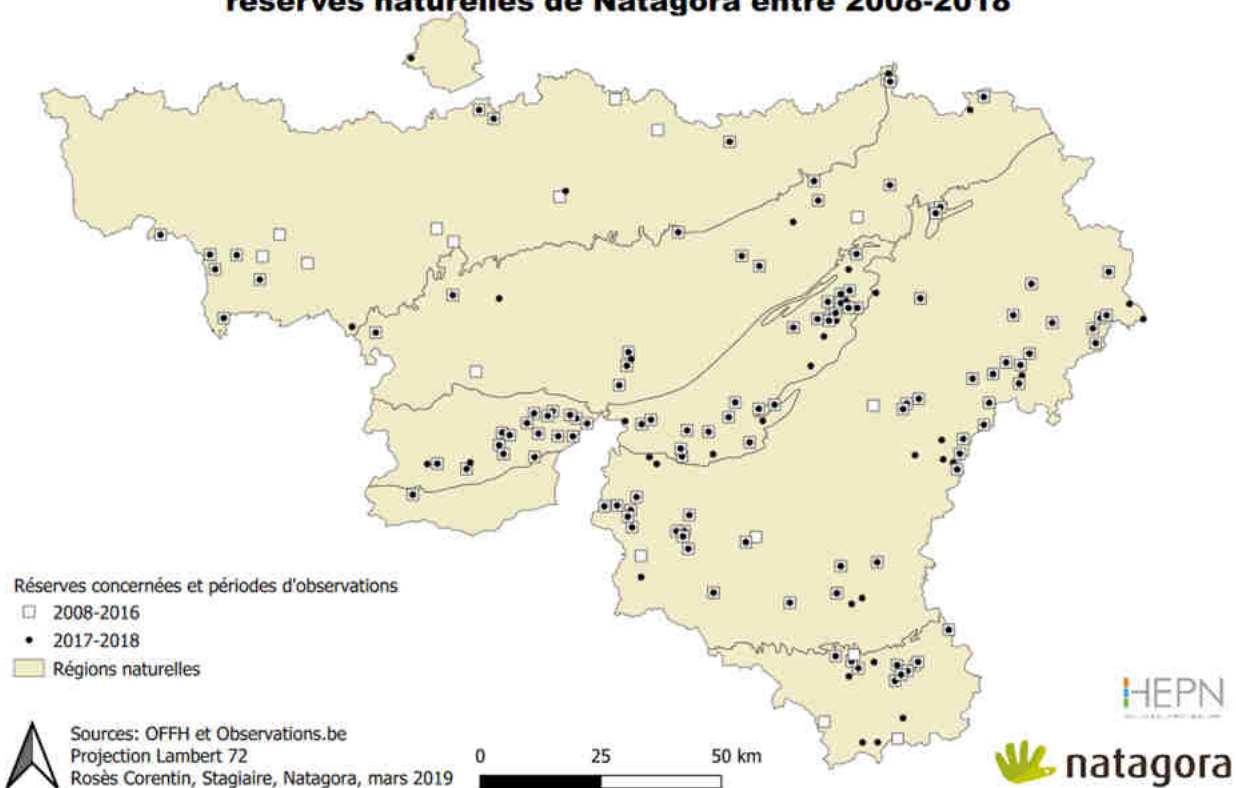 réserves naturelles de Natagora entre 2008-2018
Réserves concernées et périodes d'observations
2008-2016
2017-2018
Régions naturelles
Sources: OFFH et Observations.be
Projection Lambert 72
Rosès Corentin, Stagiaire, Natagora, mars 2019
0 25 50 km
HEPN
natagora